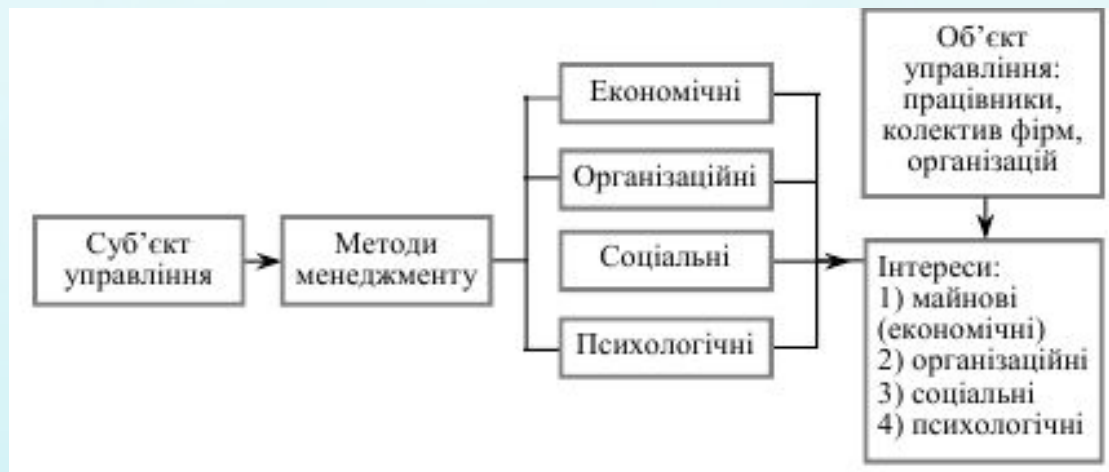 Суб’єкт
управління
Методи
менеджменту
Економічні
Організаційні
Соціальні
Психологічні
Об’єкт
управління:
працівники,
колектив фірм,
організацій
Інтереси:
1) майнові
(економічні)
2) організаційні
3) соціальні
4) психологічні